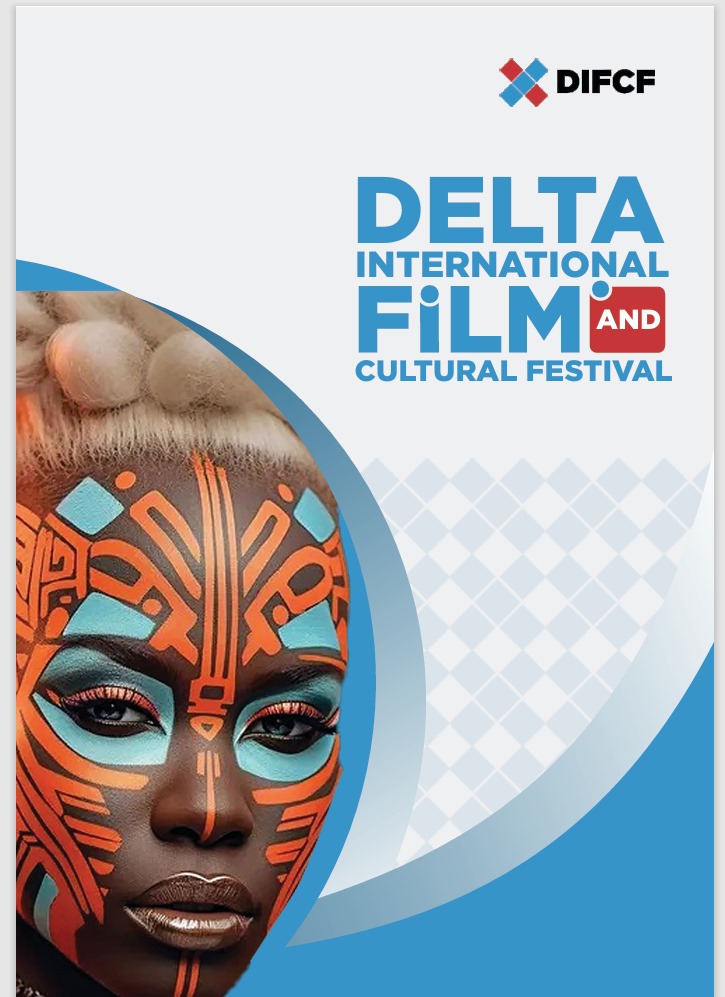 DIFCF
DELTA
INTERNATIONAL
FiLM AND
CULTURAL FESTIVAL